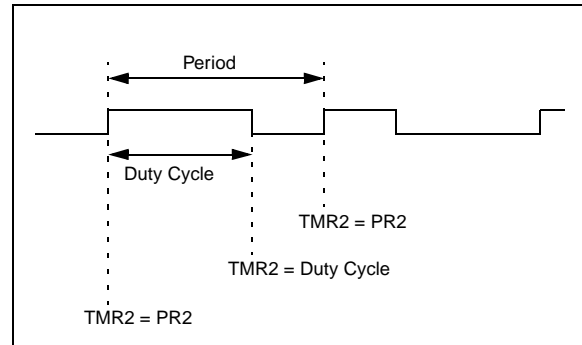 Period
Duty Cycle
TMR2 = PR2
TMR2 = Duty Cycle
TMR2 = PR2